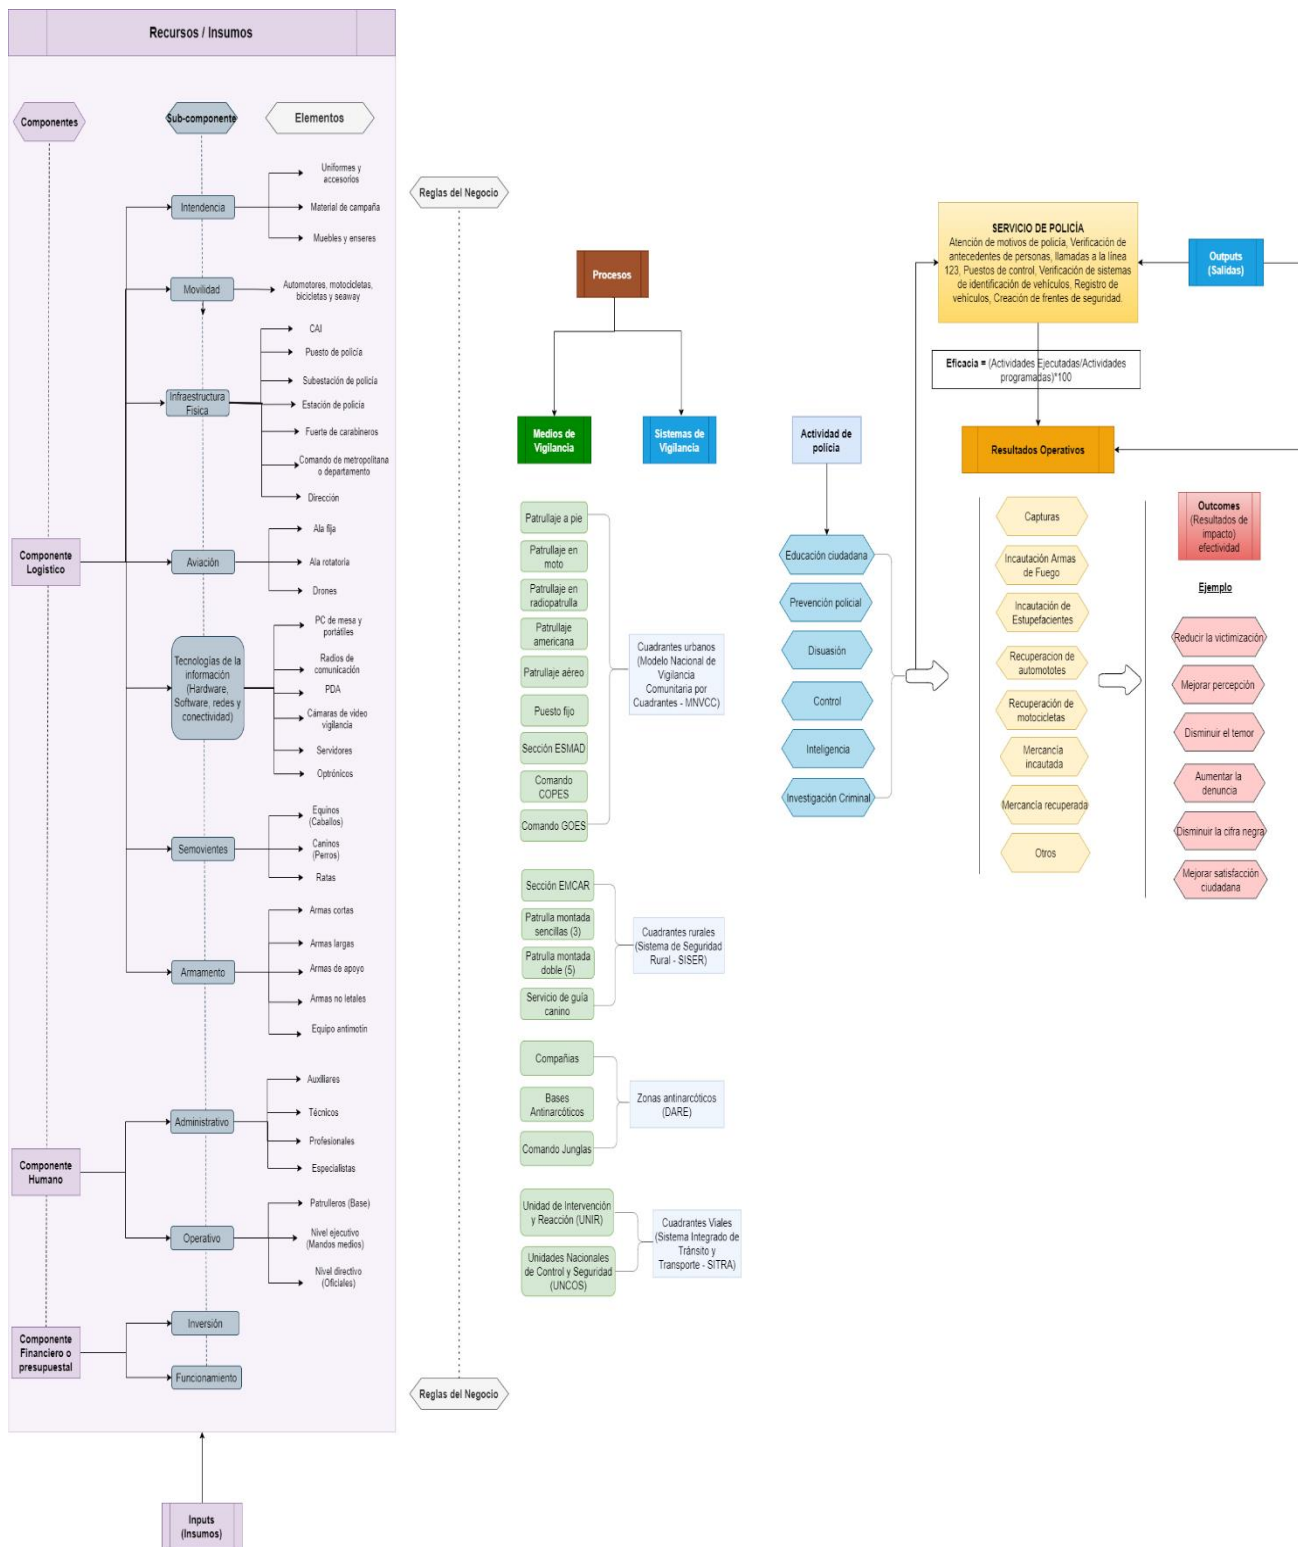 Recursos / Insumos
Componentes
Sub-componente
Elementos
Intendencia
Uniformes y
accesorios
Material de campaña
Muebles y enseres
Movilidad
Automotores, motocicletas,
bicicletas y seaway
Infraestructura
Física
CAI
Puesto de policía
Subestación de policía
Estación de policía
Fuerte de carabineros
Comando de metropolitana
o departamento
Dirección
Componente
Logístico
Aviación
Ala fija
Ala rotatoria
Drones
Tecnologías de la
información
(Hardware,
Software, redes y
conectividad)
PC de mesa y
portátiles
Radios de
comunicación
PDA
Cámaras de vídeo
vigilancia
Servidores
Optrónicos
Semovientes
Equinos
(Caballos)
Caninos
(Perros)
Ratas
Armamento
Armas cortas
Armas largas
Armas de apoyo
Armas no letales
Equipo antimotin
Componente
Humano
Administrativo
Auxiliares
Técnicos
Profesionales
Especialistas
Operativo
Patrulleros (Base)
Nivel ejecutivo
(Mandos medios)
Nivel directivo
(Oficiales)
Componente
Financiero o
presupuestal
Inversión
Funcionamiento
Inputs
(Insumos)
Reglas del Negocio
Reglas del Negocio
Procesos
Medios de
Vigilancia
Sistemas de
Vigilancia
Patrullaje a pie
Patrullaje en
moto
Patrullaje en
radiopatrulla
Patrullaje
americana
Patrullaje aéreo
Puesto fijo
Sección ESMAD
Comando
COPES
Comando GOES
Cuadrantes urbanos
(Modelo Nacional de
Vigilancia
Comunitaria por
Cuadrantes - MNVCC)
Sección EMCAR
Patrulla montada
sencillas (3)
Patrulla montada
doble (5)
Servicio de guía
canino
Cuadrantes rurales
(Sistema de Seguridad
Rural - SISER)
Compañias
Bases
Antinarcóticos
Comando Junglas
Zonas antinarcóticos
(DARE)
Unidad de Intervención
y Reacción (UNIR)
Unidades Nacionales
de Control y Seguridad
(UNCOS)
Cuadrantes Viales
(Sistema Integrado de
Tránsito y
Transporte - SITRA)
Actividad de
policía
Educación ciudadana
Prevención policial
Disuasión
Control
Inteligencia
Investigación Criminal
SERVICIO DE POLICÍA
Atención de motivos de policía, Verificación de
antecedentes de personas, llamadas a la línea
123, Puestos de control, Verificación de sistemas
de identificación de vehículos, Registro de
vehículos, Creación de frentes de seguridad.
Outputs
(Salidas)
Eficacia = (Actividades Ejecutadas/Actividades
programadas)*100
Resultados Operativos
Capturas
Incautación Armas
de Fuego
Incautación de
Estupefacientes
Recuperacion de
automototes
Recuperación de
motocicletas
Mercancía
incautada
Mercancía recuperada
Otros
Outcomes
(Resultados de
impacto)
efectividad
Ejemplo
Reducir la victimización
Mejorar percepción
Disminuir el temor
Aumentar la
denuncia
Disminuir la cifra negra
Mejorar satisfacción
ciudadana